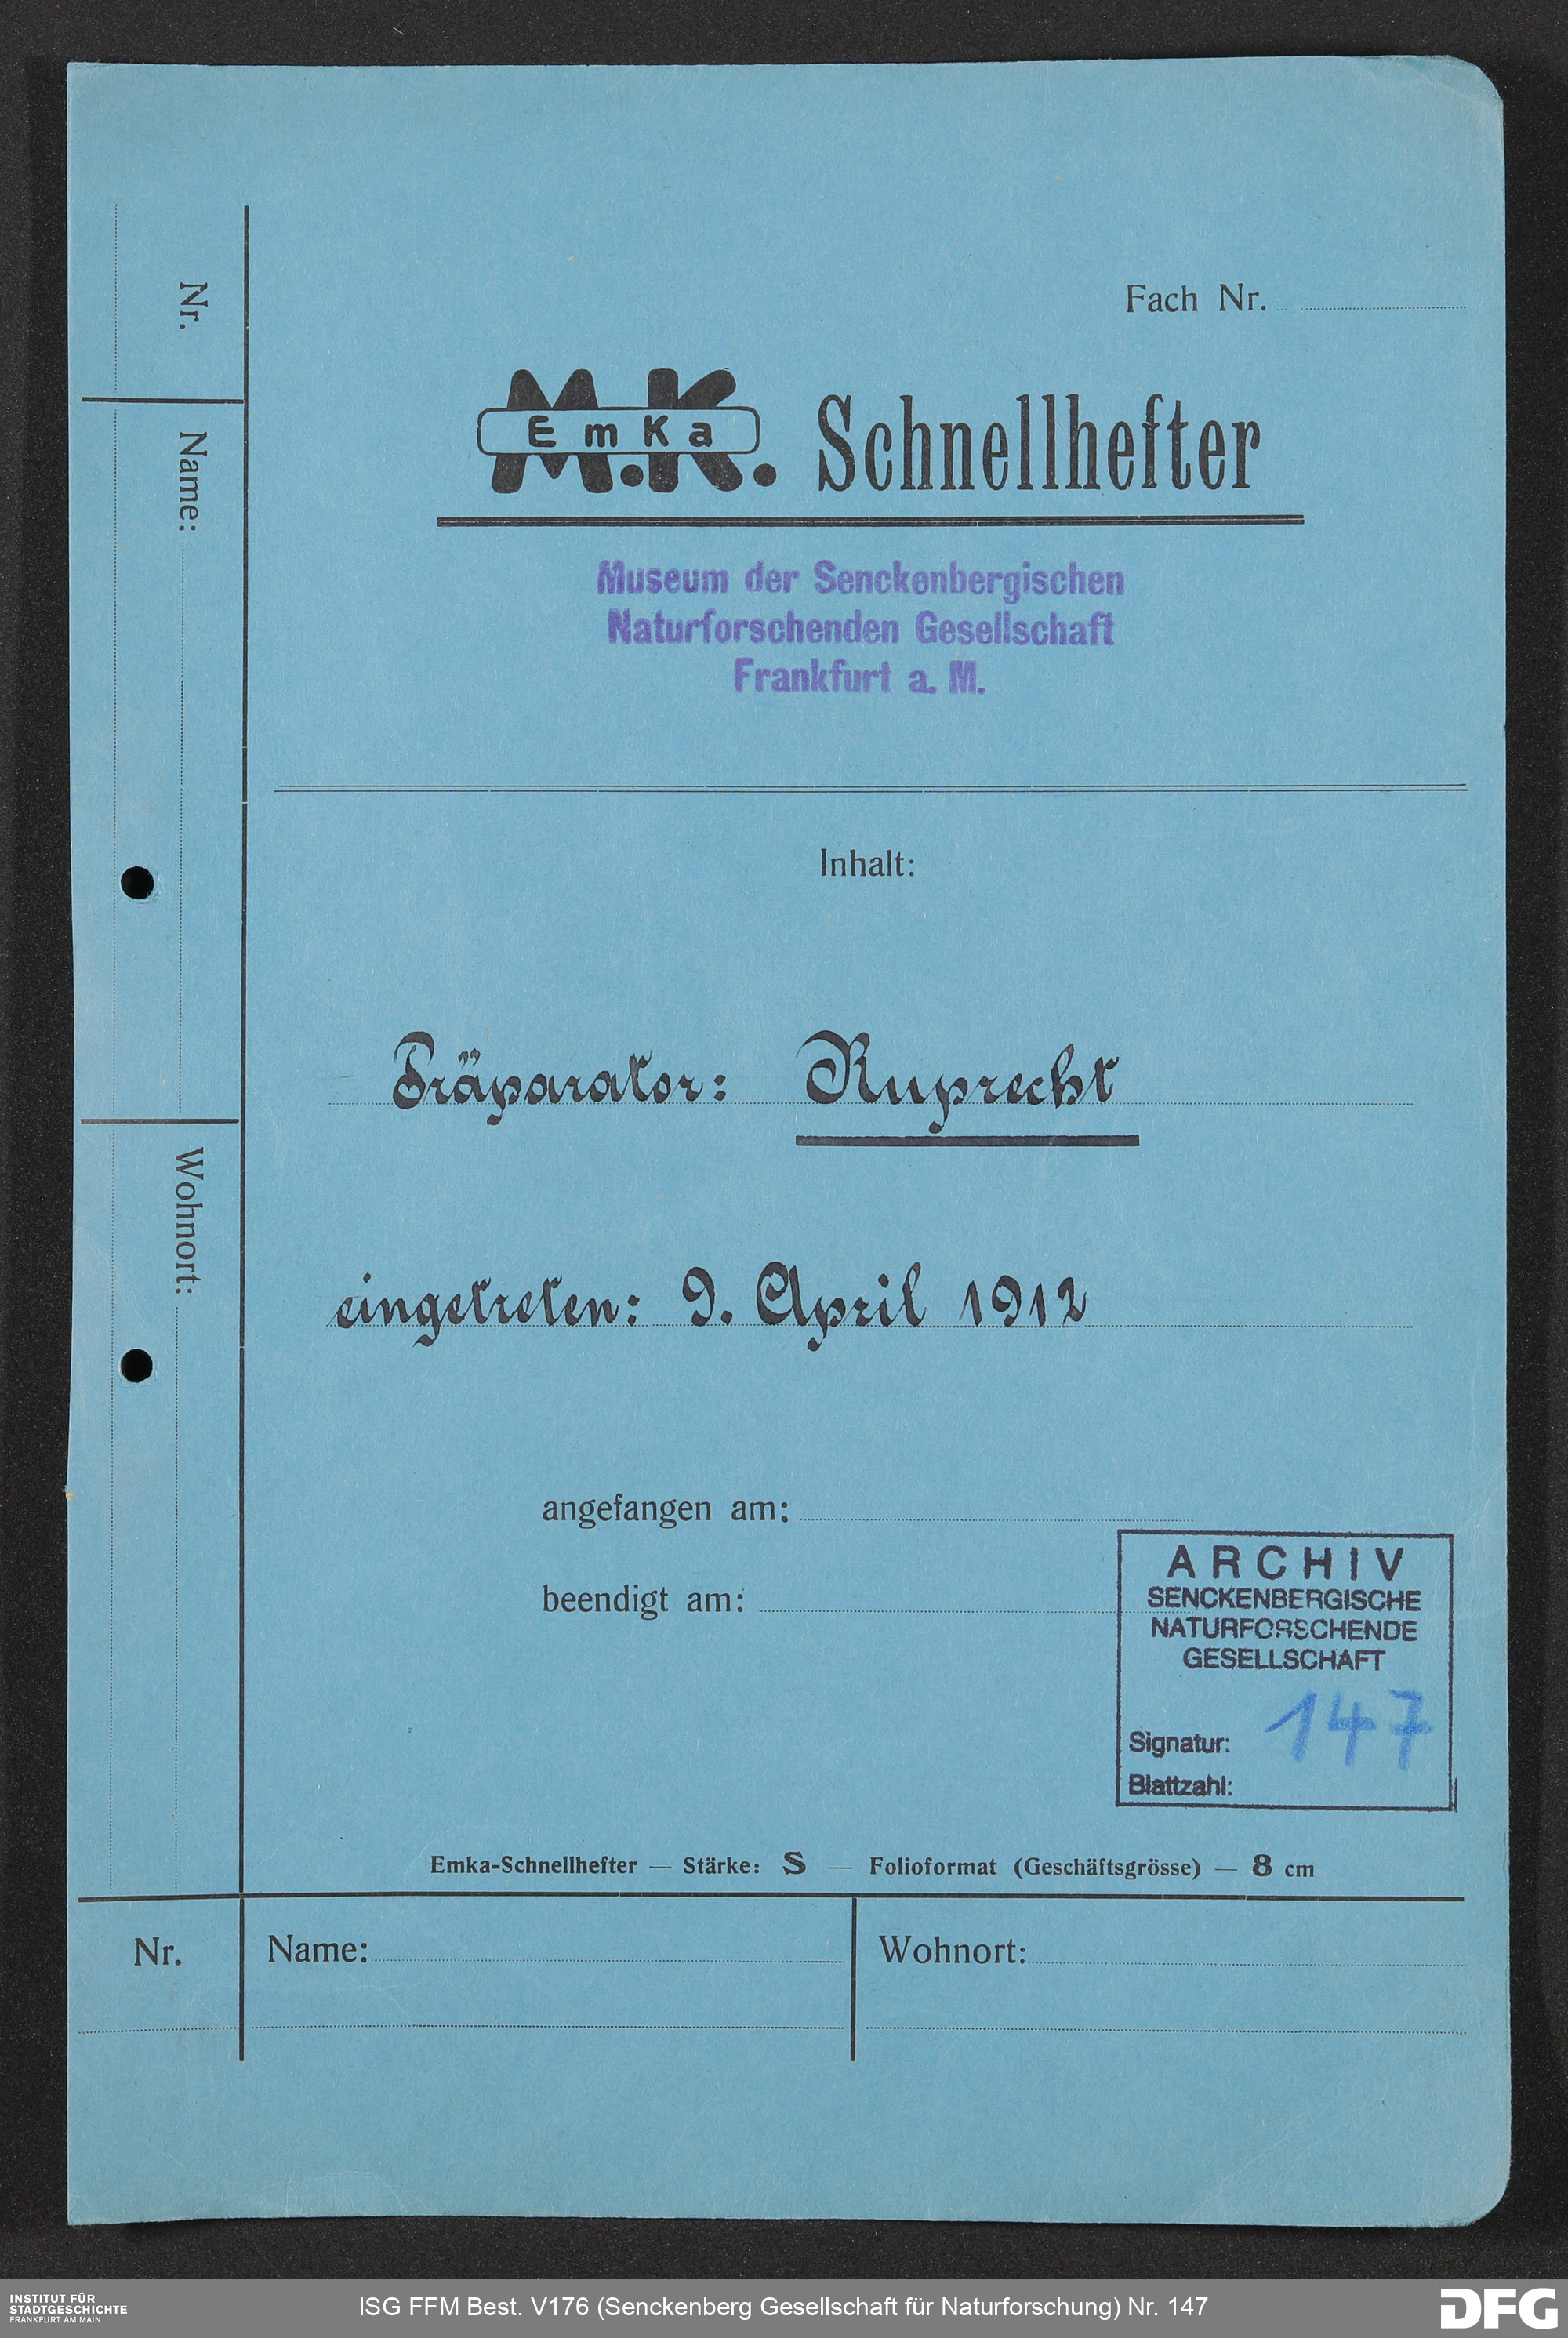 Fach Nr.
M.K.
EmKa
Schnellhefter
Museum der Senckenbergischen
Naturforschenden Gesellschaft
Frankfurt a. M.
Inhalt:
Präparator: Ruprecht
eingetreten: 9. April 1912
angefangen am:
beendigt am:
ARCHIV
SENCKENBERGISCHE
NATURFORSCHENDE
GESELLSCHAFT
Signatur: 147
Blattzahl:
Emka-Schnellhefter — Stärke: S — Folioformat (Geschäftsgrösse) — 8 cm
Nr.
Name:
Wohnort:
Nr.
Name:
Wohnort:
INSTITUT FÜR
STADTGESCHICHTE
FRANKFURT AM MAIN
ISG FFM Best. V176 (Senckenberg Gesellschaft für Naturforschung) Nr. 147
DFG